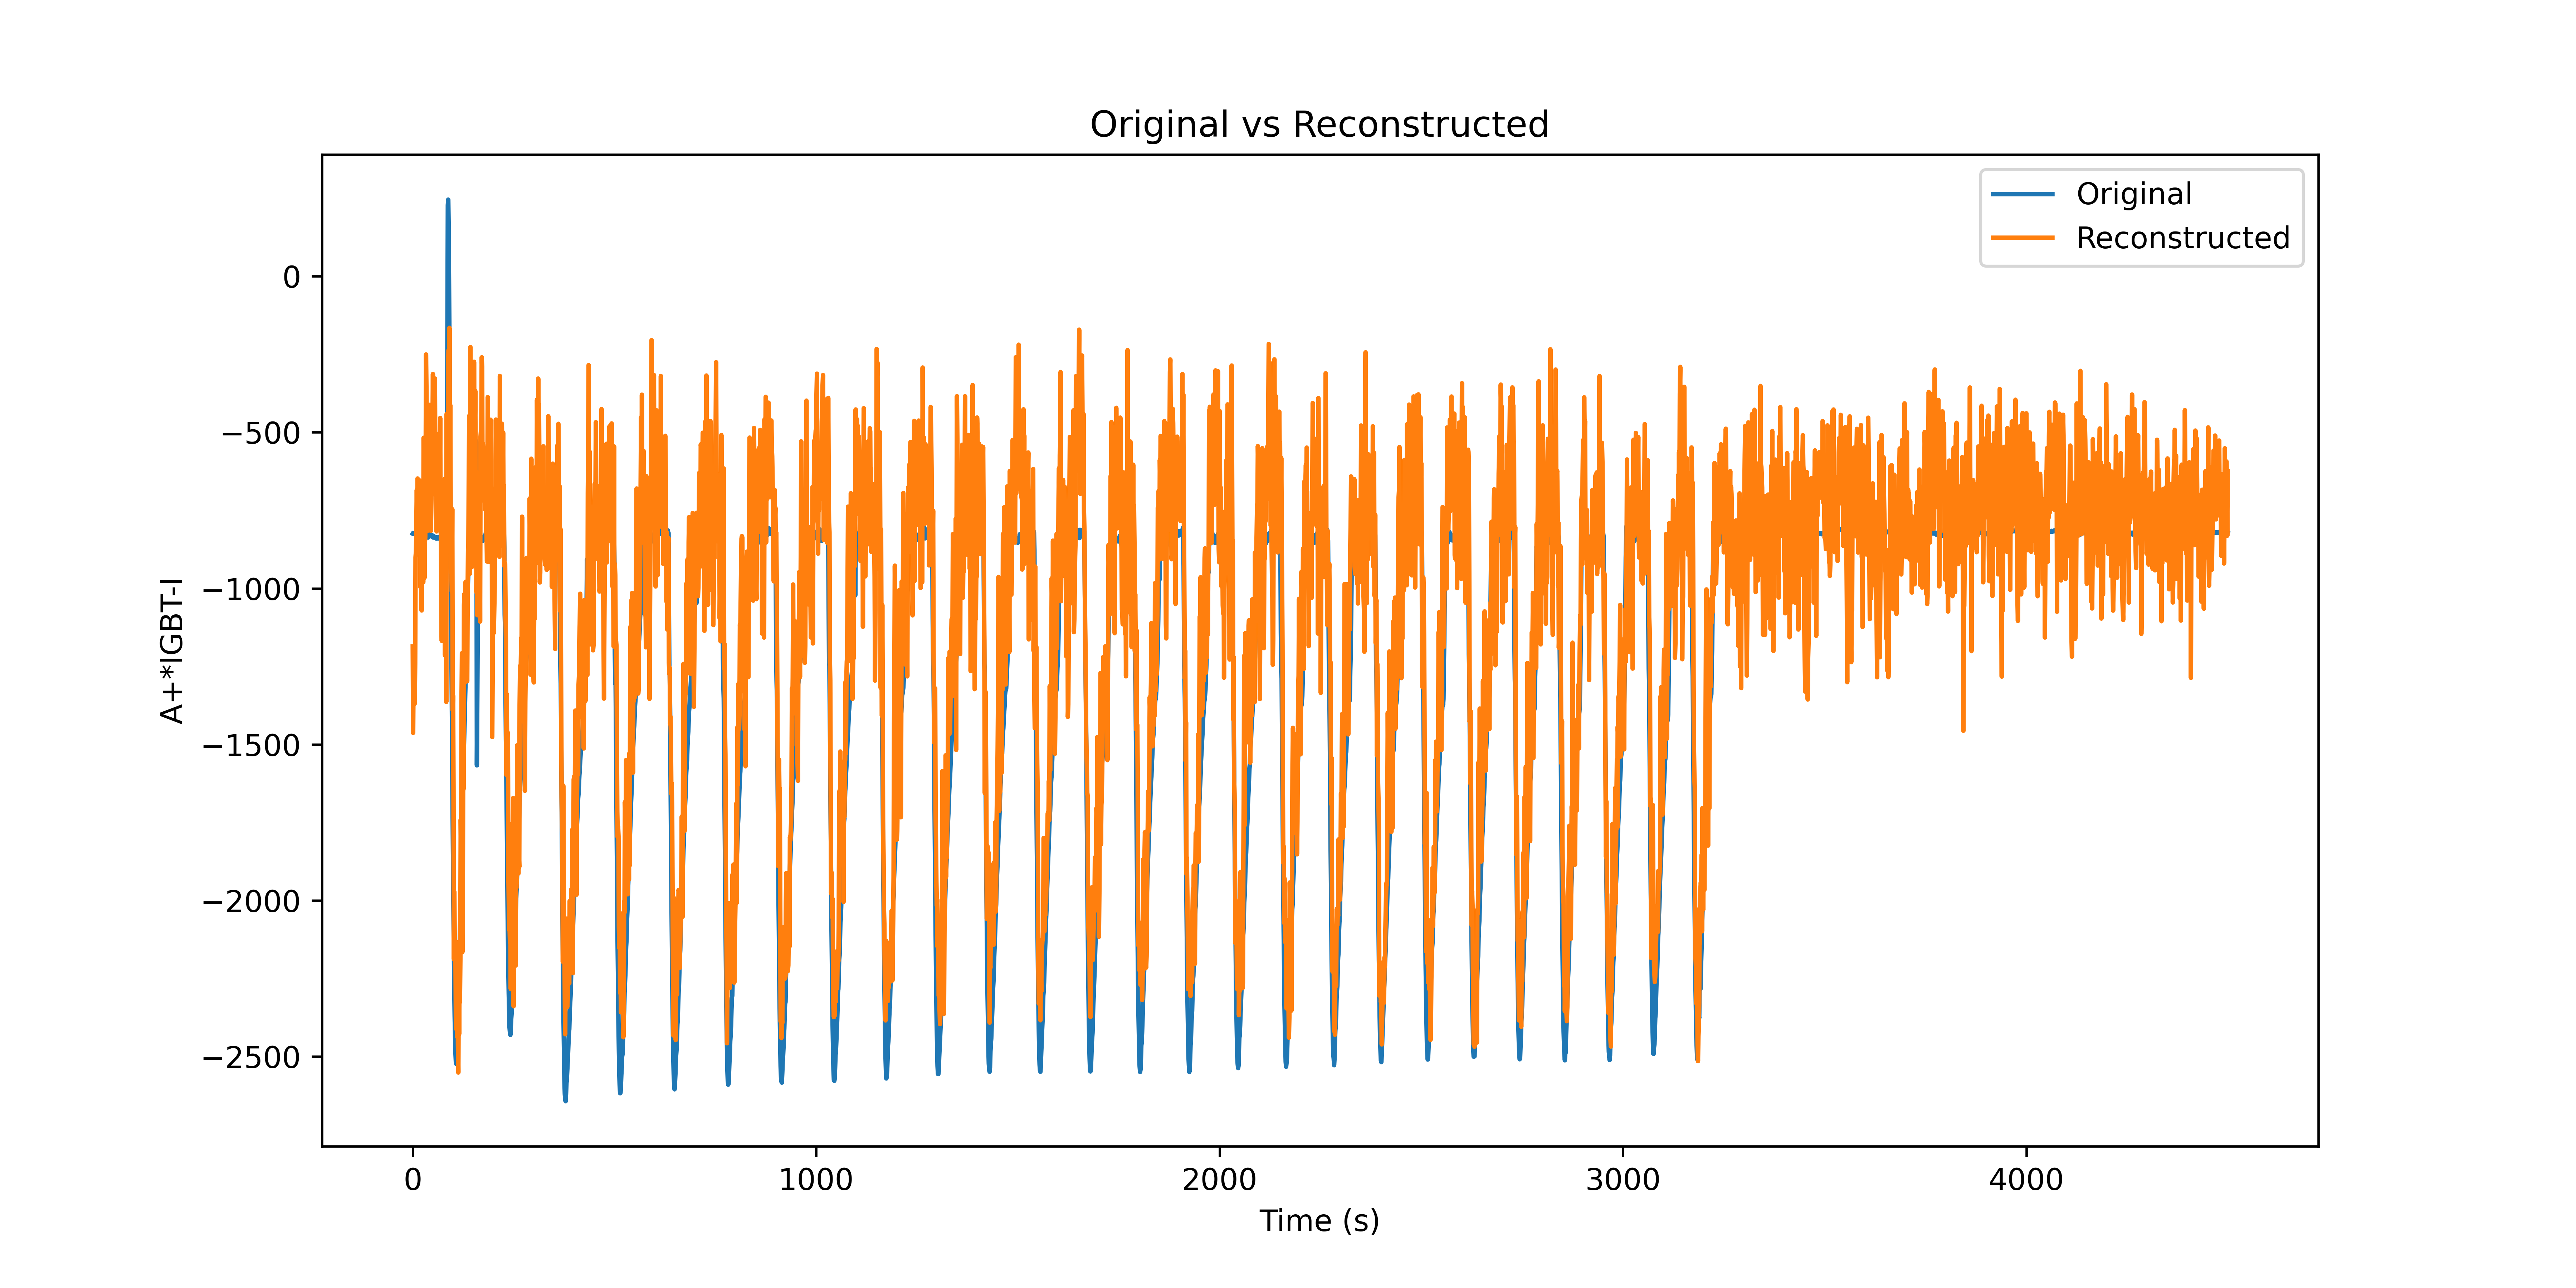 Original vs Reconstructed
Original
Reconstructed
0
−500
−1000
−1500
−2000
−2500
A+*IGBT-I
0
1000
2000
3000
4000
Time (s)